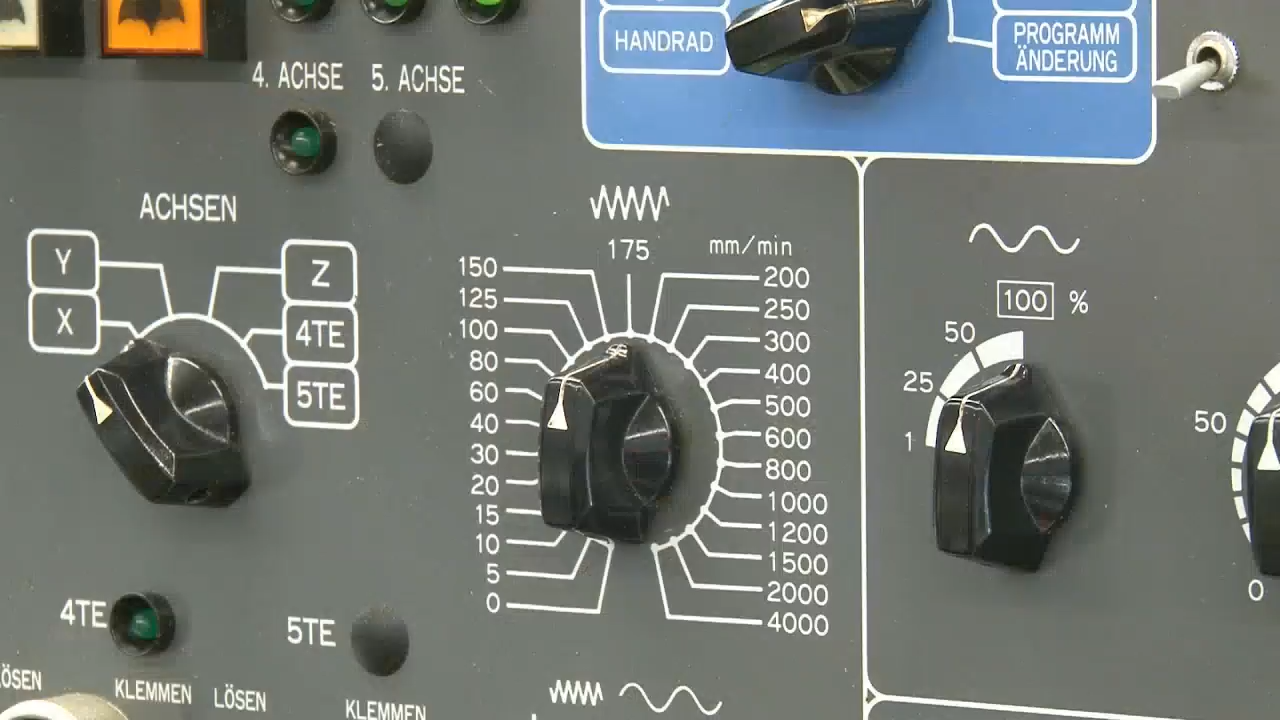 HANDRAD
PROGRAMM
ÄNDERUNG
4. ACHSE
5. ACHSE
ACHSEN
Y
X
Z
4TE
5TE
mm/min
175
150
125
100
80
60
40
30
20
15
10
5
0
200
250
300
400
500
600
800
1000
1200
1500
2000
4000
100 %
50
25
1
50
0
4TE
5TE
LÖSEN
KLEMMEN
LÖSEN
KLEMMEN